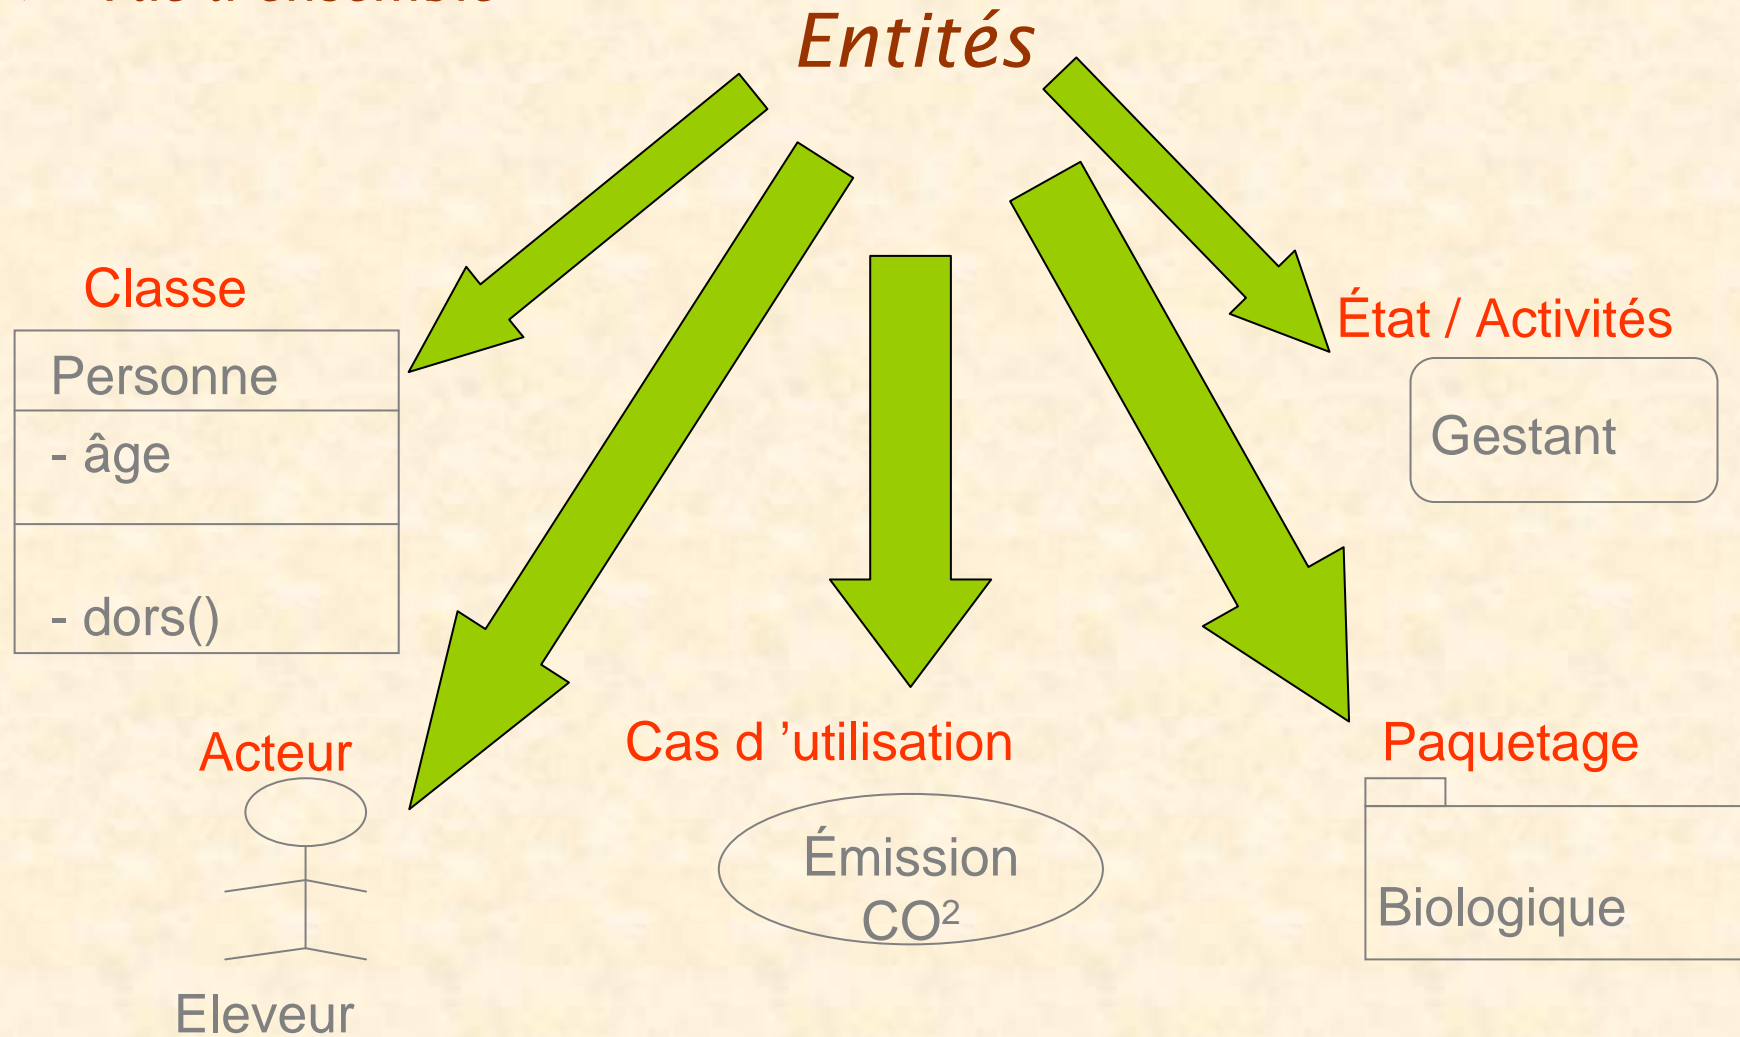 Entités
Classe
Personne
- âge
- dors()
État / Activités
Gestant
Acteur
Eleveur
Cas d ’utilisation
Émission
CO²
Paquetage
Biologique